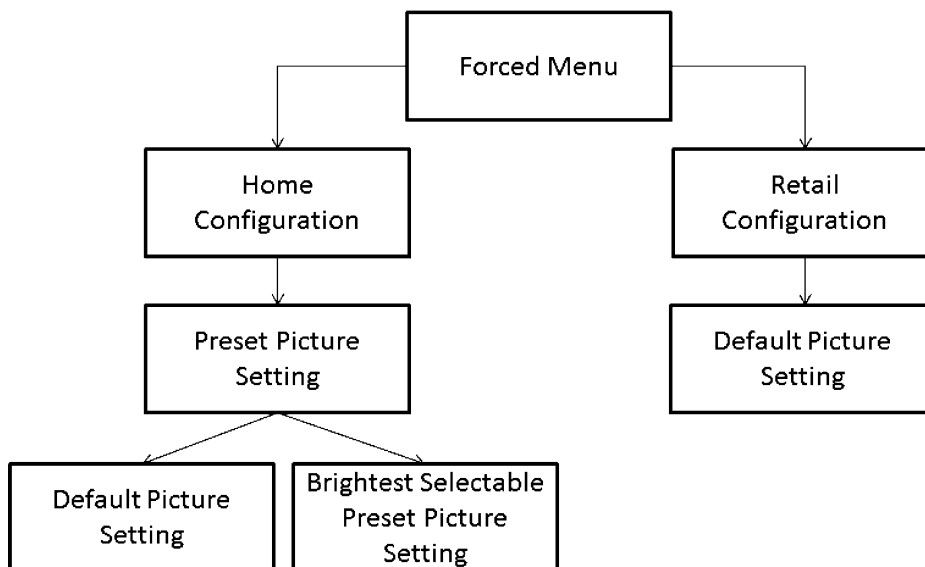 Forced Menu
Home
Configuration
Retail
Configuration
Preset Picture
Setting
Default Picture
Setting
Default Picture
Setting
Brightest Selectable
Preset Picture
Setting